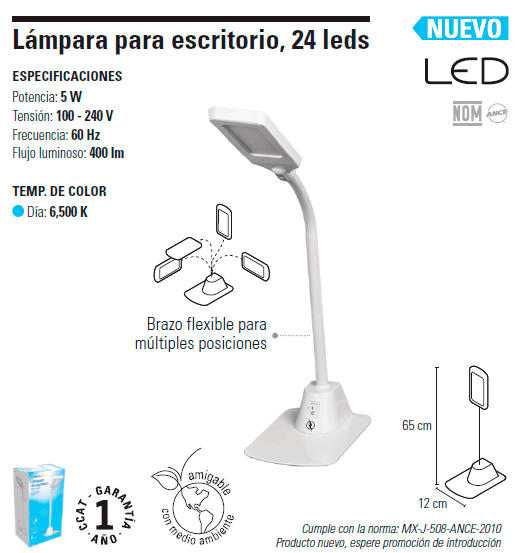 NUEVO
Lámpara para escritorio, 24 leds
LED
ESPECIFICACIONES
Potencia: 5 W
Tensión: 100 - 240 V
Frecuencia: 60 Hz
Flujo luminoso: 400 lm
NOM ANCE
TEMP. DE COLOR
Día: 6,500 K
Brazo flexible para
múltiples posiciones
65 cm
12 cm
CCAT - GARANTÍA
1
- AÑO -
amigable
con medio ambiente
Cumple con la norma: MX-J-508-ANCE-2010
Producto nuevo, espere promoción de introducción